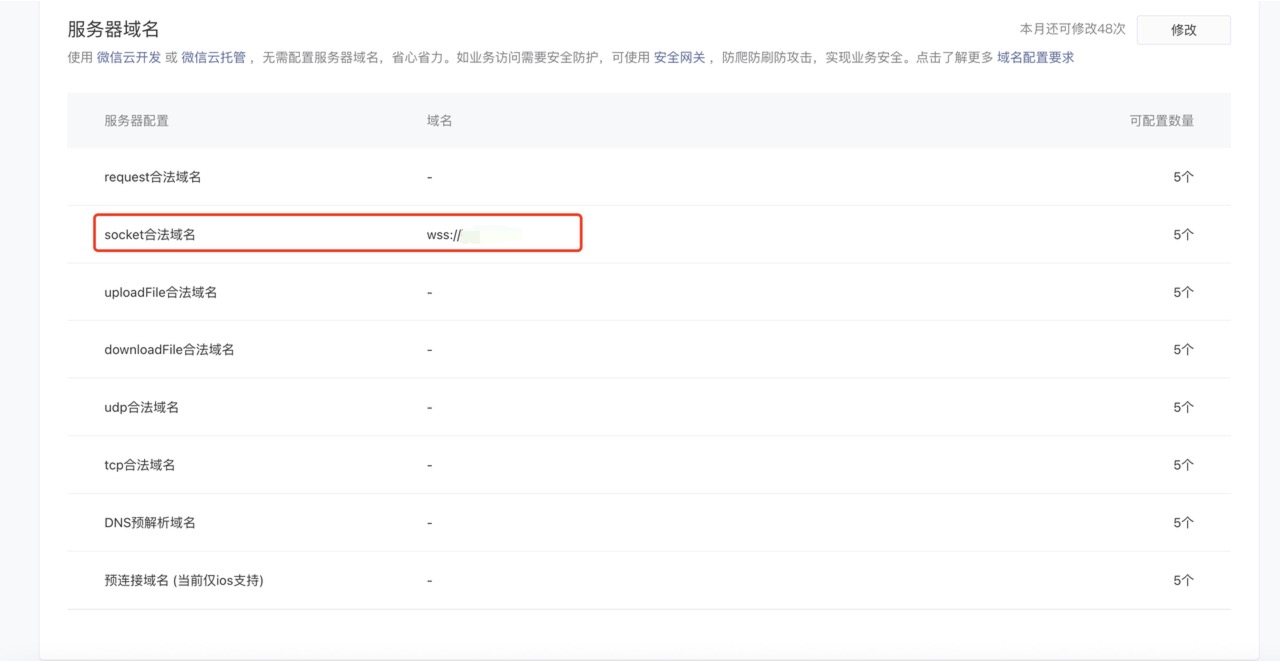 服务器域名
本月还可修改48次 修改
使用 微信云开发 或 微信云托管 ，无需配置服务器域名，省心省力。如业务访问需要安全防护，可使用 安全网关 ，防爬防刷防攻击，实现业务安全。点击了解更多 域名配置要求
服务器配置 域名 可配置数量
request合法域名 - 5个
socket合法域名 wss:// 5个
uploadFile合法域名 - 5个
downloadFile合法域名 - 5个
udp合法域名 - 5个
tcp合法域名 - 5个
DNS预解析域名 - 5个
预连接域名 (当前仅ios支持) - 5个